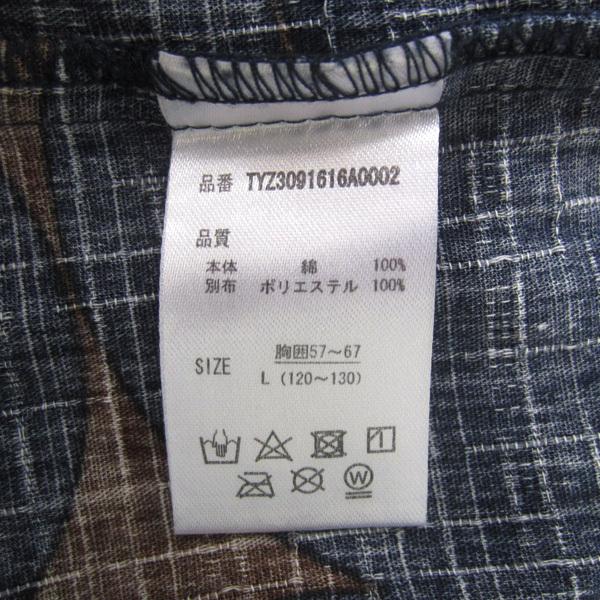 品番 TYZ3091616A0002
品質
本体 綿 100%
別布 ポリエステル 100%
SIZE
胸囲57〜67
L (120〜130)
W